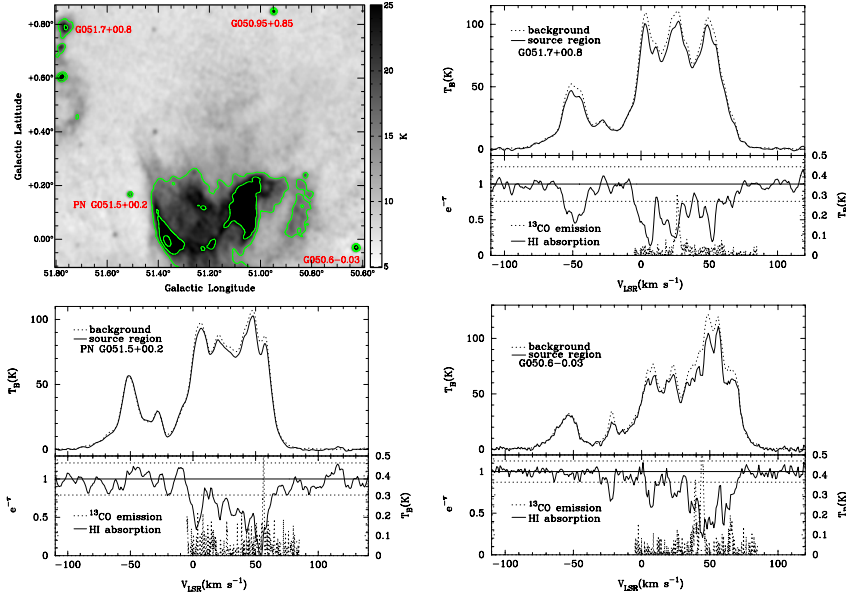 +0.80°
+0.60°
+0.40°
+0.20°
0.00°
Galactic Latitude
G051.7+00.8
G050.95+0.85
PN G051.5+00.2
G050.6-0.03
51.80° 51.60° 51.40° 51.20° 51.00° 50.80° 50.60°
Galactic Longitude
25
20
15
10
5
K
background
source region
G051.7+00.8
T_B(K)
100
50
0
1
0.5
0
e^-τ
0.5
0.4
0.3
0.2
0.1
0
T_B(K)
13CO emission
HI absorption
-100 -50 0 50 100
V_LSR(km s^-1)
background
source region
PN G051.5+00.2
T_B(K)
100
50
0
1
0.5
0
e^-τ
0.5
0.4
0.3
0.2
0.1
0
T_B(K)
13CO emission
HI absorption
-100 -50 0 50 100
V_LSR(km s^-1)
background
source region
G050.6-0.03
T_B(K)
100
50
0
1
0.5
0
e^-τ
0.5
0.4
0.3
0.2
0.1
0
T_B(K)
13CO emission
HI absorption
-100 -50 0 50 100
V_LSR(km s^-1)